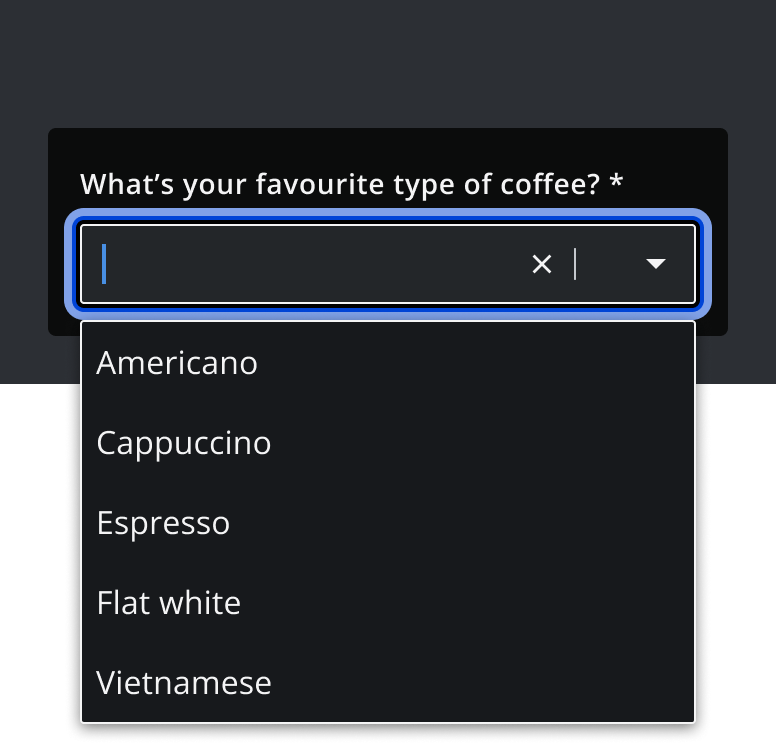 What’s your favourite type of coffee? *
Americano
Cappuccino
Espresso
Flat white
Vietnamese